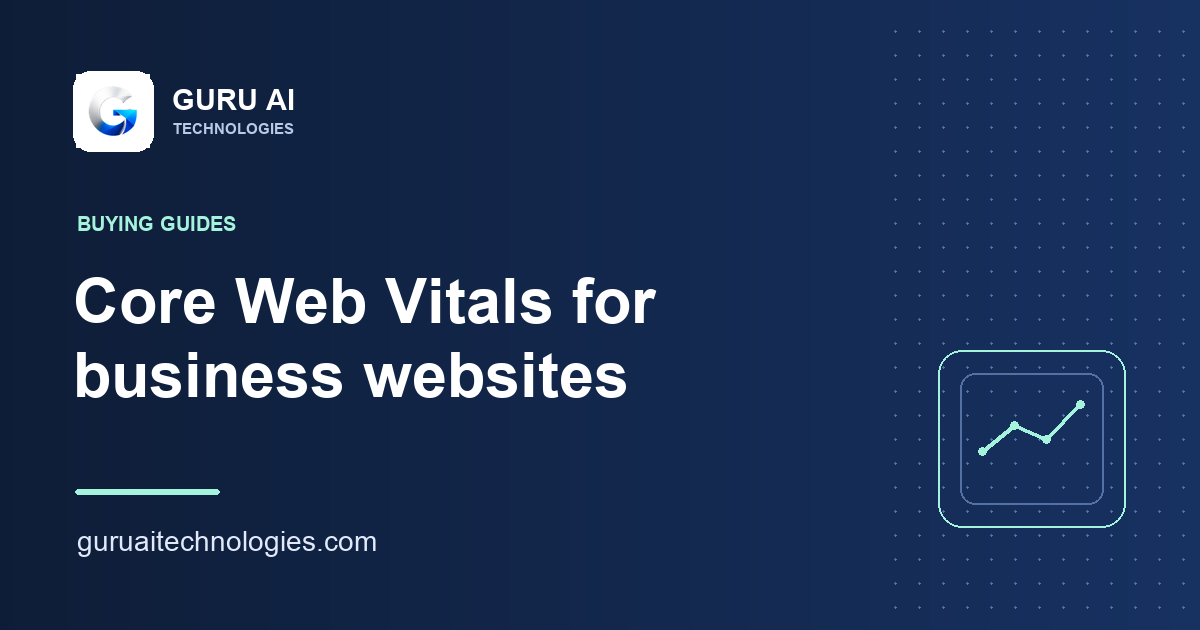 GURU AI
TECHNOLOGIES
BUYING GUIDES
Core Web Vitals for
business websites
guruaitechnologies.com